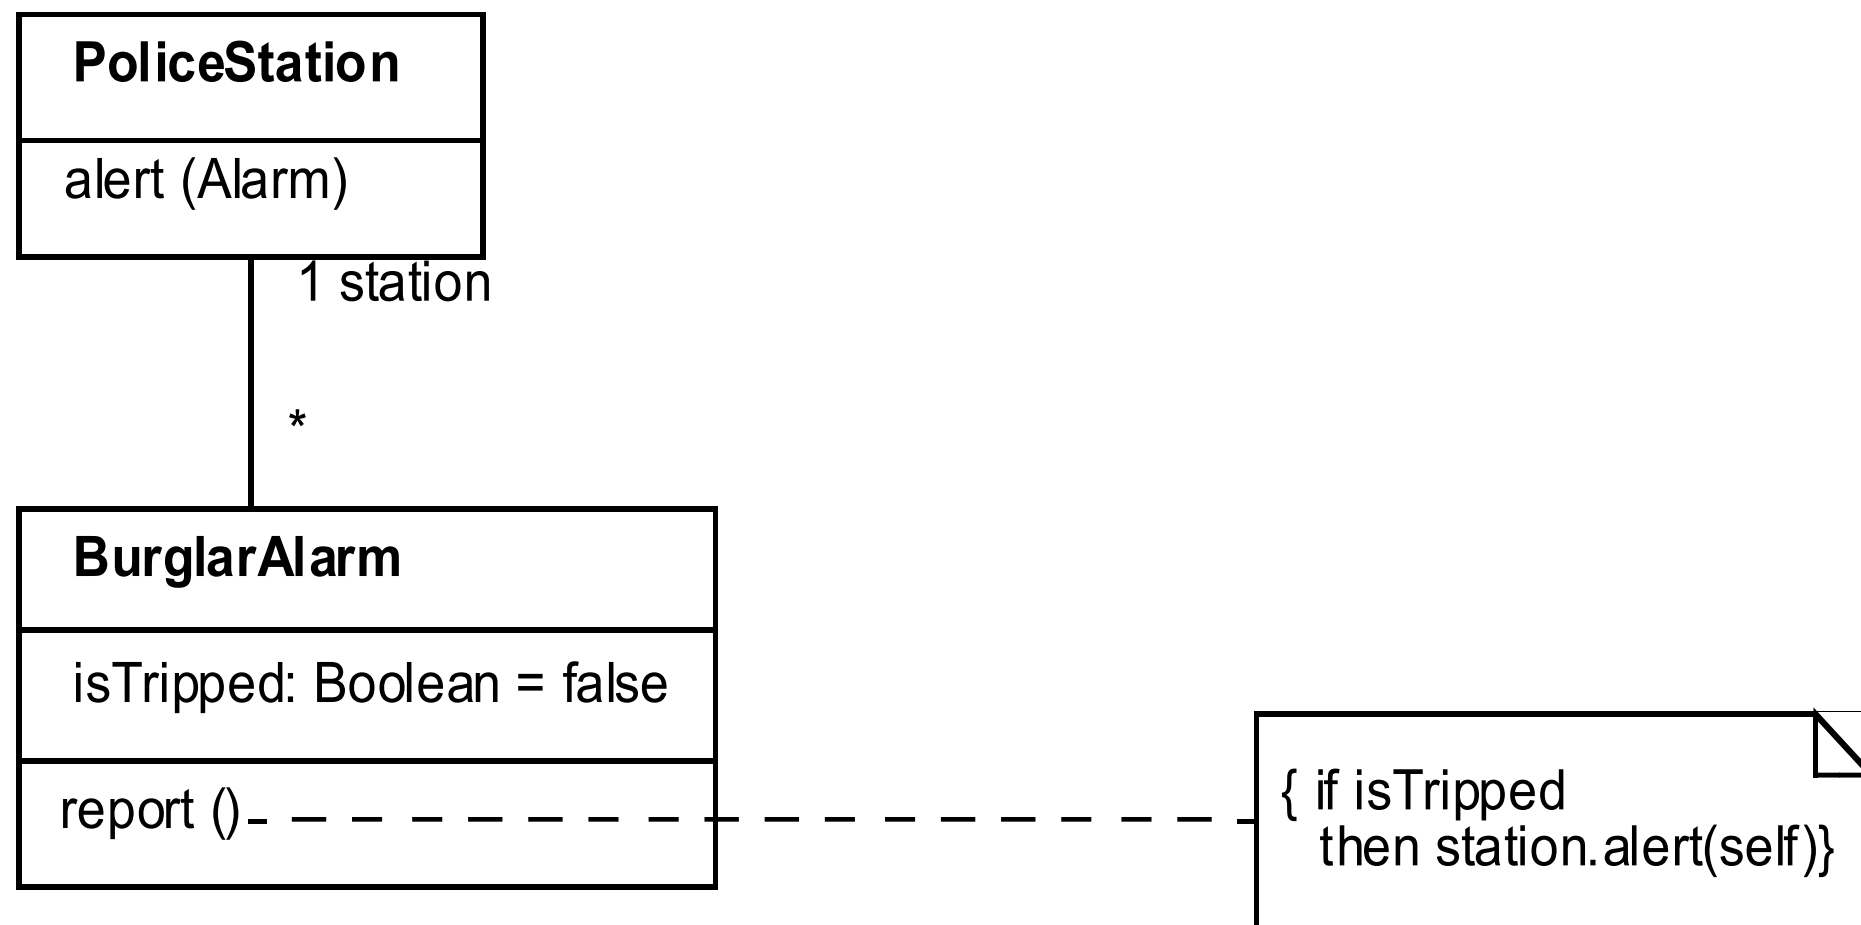 PoliceStation
alert (Alarm)
1 station
*
BurglarAlarm
isTripped: Boolean = false
report ()
{ if isTripped
then station.alert(self)}